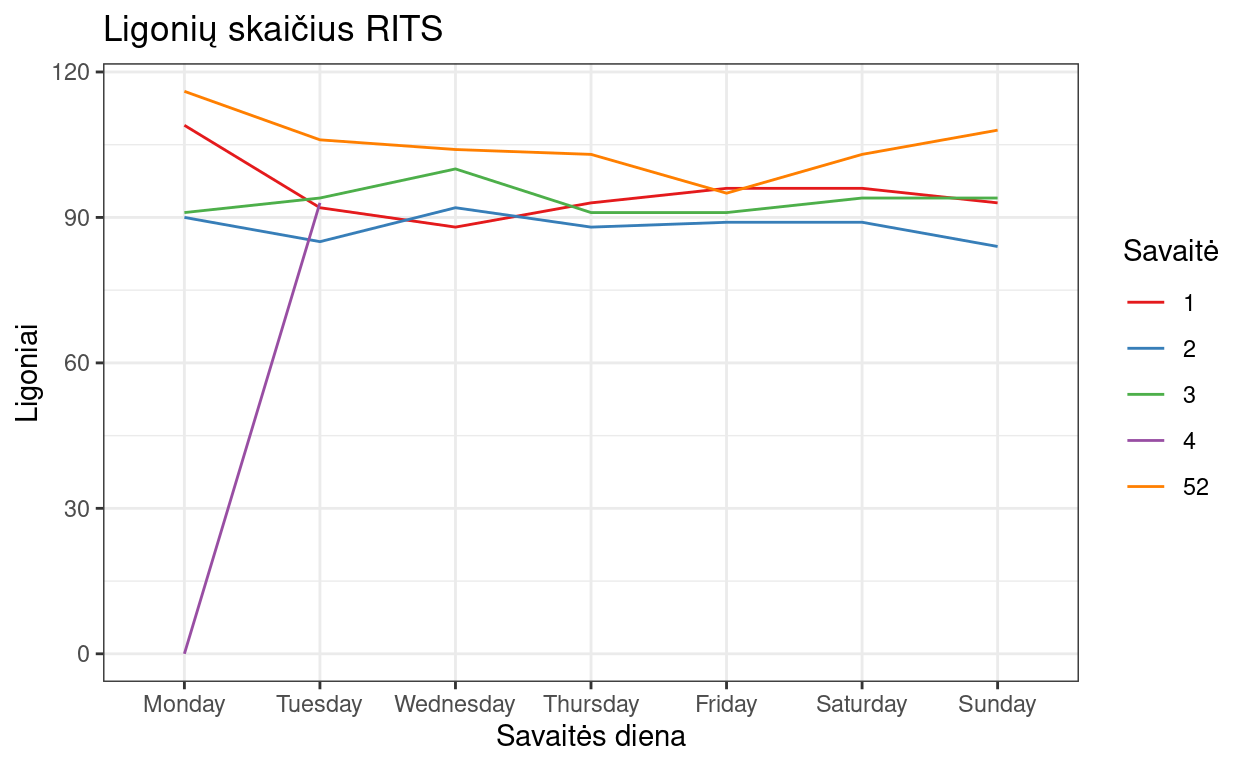 Ligonių skaičius RITS
120
90
60
30
0
Ligoniai
Monday Tuesday Wednesday Thursday Friday Saturday Sunday
Savaitės diena
Savaitė
1
2
3
4
52